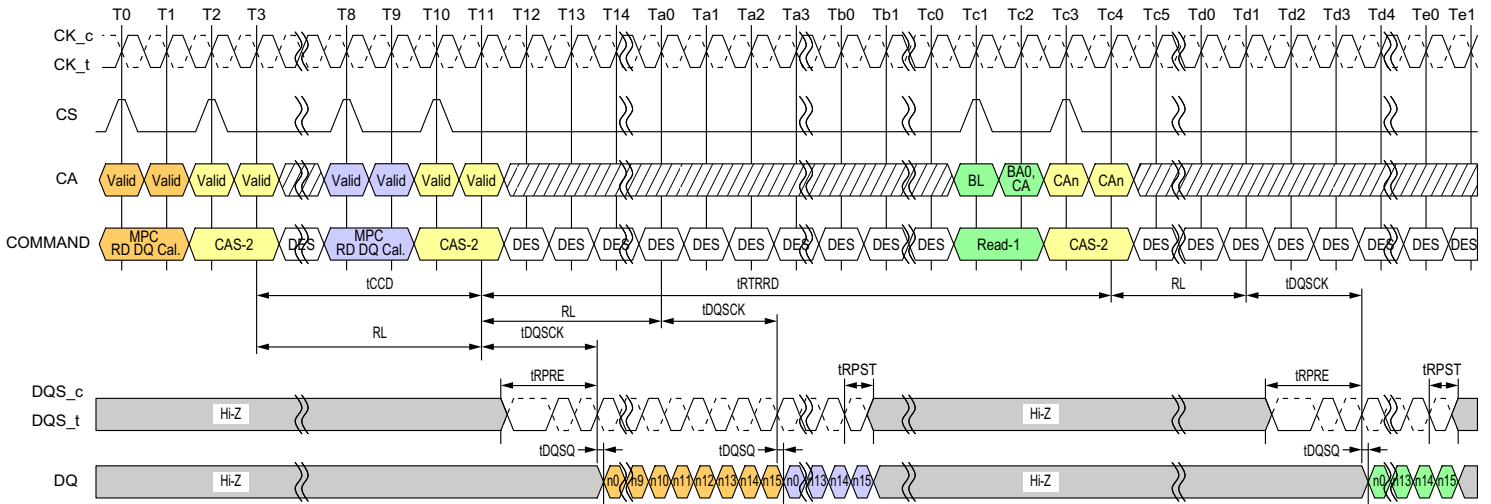 T0 T1 T2 T3 T8 T9 T10 T11 T12 T13 T14 Ta0 Ta1 Ta2 Ta3 Tb0 Tb1 Tc0 Tc1 Tc2 Tc3 Tc4 Tc5 Td0 Td1 Td2 Td3 Td4 Te0 Te1
CK_c
CK_t
CS
CA Valid Valid Valid Valid Valid Valid Valid Valid BL BA0, CA CAn CAn
COMMAND MPC RD DQ Cal. CAS-2 DES MPC RD DQ Cal. CAS-2 DES DES DES DES DES DES DES DES DES DES Read-1 CAS-2 DES DES DES DES DES DES DES DES
tCCD tRTRRD RL tDQSCK
RL tDQSCK
RL tDQSCK
tRPRE tRPST tRPRE tRPST
DQS_c
DQS_t Hi-Z Hi-Z
tDQSQ tDQSQ tDQSQ
DQ Hi-Z n0 n9 n10 n11 n12 n13 n14 n15 n0 n13 n14 n15 Hi-Z n0 n13 n14 n15